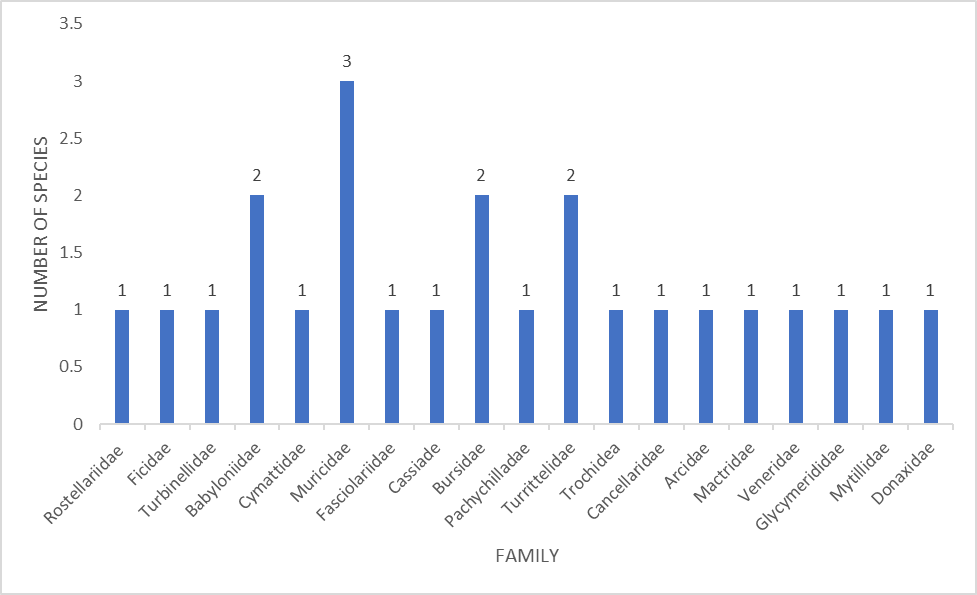 3.5
3
2.5
2
1.5
1
0.5
0
NUMBER OF SPECIES
1
1
1
2
1
3
1
1
2
1
2
1
1
1
1
1
1
1
1
Rostellariidae
Ficidae
Turbinellidae
Babyloniidae
Cymattidae
Muricidae
Fasciolariidae
Cassiade
Bursidae
Pachychilladae
Turrittelidae
Trochidea
Cancellaridae
Arcidae
Mactridae
Veneridae
Glycymerididae
Mytillidae
Donaxidae
FAMILY